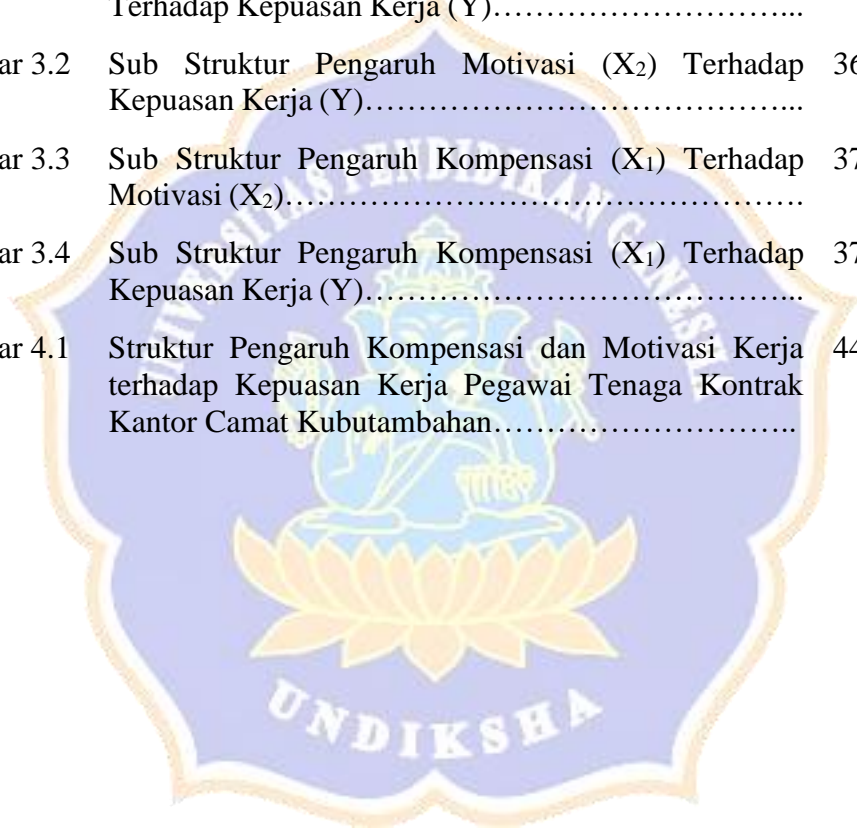 Terhadap Kepuasan Kerja (Y)………………………...
ar 3.2 Sub Struktur Pengaruh Motivasi (X₂) Terhadap 36
Kepuasan Kerja (Y)…………………………………...
ar 3.3 Sub Struktur Pengaruh Kompensasi (X₁) Terhadap 37
Motivasi (X₂)………………………………………….
ar 3.4 Sub Struktur Pengaruh Kompensasi (X₁) Terhadap 37
Kepuasan Kerja (Y)…………………………………...
ar 4.1 Struktur Pengaruh Kompensasi dan Motivasi Kerja 44
terhadap Kepuasan Kerja Pegawai Tenaga Kontrak
Kantor Camat Kubutambahan………………………..
UNIVERSITAS PENDIDIKAN GANESHA
UNDIKSHA